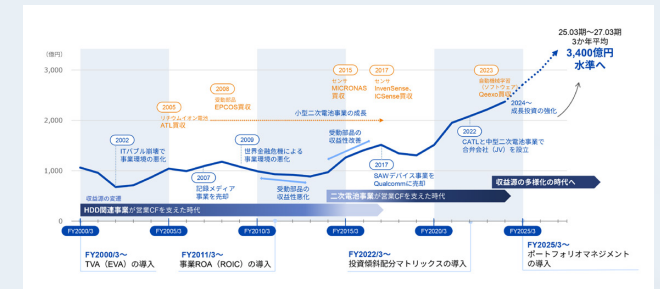 25.03期~27.03期
3か年平均
3,400億円
水準へ
(億円)
3,000
2,000
1,000
0
2005
リチウムイオン電池
ATL買収
2008
受動部品
EPCOS買収
2015
センサ
MICRONAS
買収
2017
センサ
InvenSense、
ICSense買収
2023
Qeexo買収
小型二次電池事業の成長
2024~
成長投資の強化
2002
ITバブル崩壊で
事業環境の悪化
2009
世界金融危機による
事業環境の悪化
受動部品の
収益性改善
2022
CATLと中型二次電池事業で
合弁会社(JV)を設立
2007
記録メディア
事業を売却
受動部品の
収益性悪化
2017
SAWデバイス事業を
Qualcommに売却
収益源の変遷
HDD関連事業が営業CFを支えた時代
二次電池事業が営業CFを支えた時代
収益源の多様化の時代へ
FY2000/3
FY2005/3
FY2010/3
FY2015/3
FY2020/3
FY2025/3
FY2000/3~
TVA(EVA)の導入
FY2011/3~
事業ROA(ROIC)の導入
FY2022/3~
投資傾斜配分マトリックスの導入
FY2025/3~
ポートフォリオマネジメント
の導入